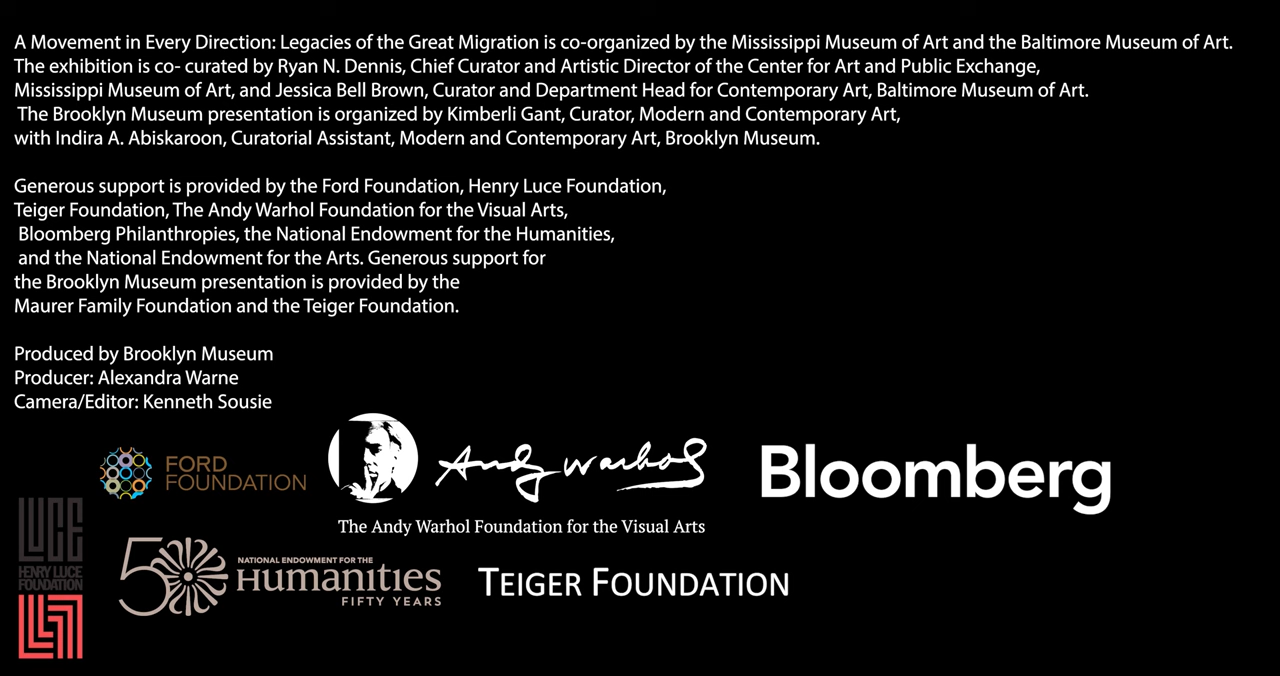 A Movement in Every Direction: Legacies of the Great Migration is co-organized by the Mississippi Museum of Art and the Baltimore Museum of Art.
The exhibition is co- curated by Ryan N. Dennis, Chief Curator and Artistic Director of the Center for Art and Public Exchange,
Mississippi Museum of Art, and Jessica Bell Brown, Curator and Department Head for Contemporary Art, Baltimore Museum of Art.
The Brooklyn Museum presentation is organized by Kimberli Gant, Curator, Modern and Contemporary Art,
with Indira A. Abiskaroon, Curatorial Assistant, Modern and Contemporary Art, Brooklyn Museum.
Generous support is provided by the Ford Foundation, Henry Luce Foundation,
Teiger Foundation, The Andy Warhol Foundation for the Visual Arts,
Bloomberg Philanthropies, the National Endowment for the Humanities,
and the National Endowment for the Arts. Generous support for
the Brooklyn Museum presentation is provided by the
Maurer Family Foundation and the Teiger Foundation.
Produced by Brooklyn Museum
Producer: Alexandra Warne
Camera/Editor: Kenneth Sousie
FORD
FOUNDATION
Andy Warhol
The Andy Warhol Foundation for the Visual Arts
Bloomberg
LUCE
HENRY LUCE
FOUNDATION
50
NATIONAL ENDOWMENT FOR THE
Humanities
FIFTY YEARS
TEIGER FOUNDATION